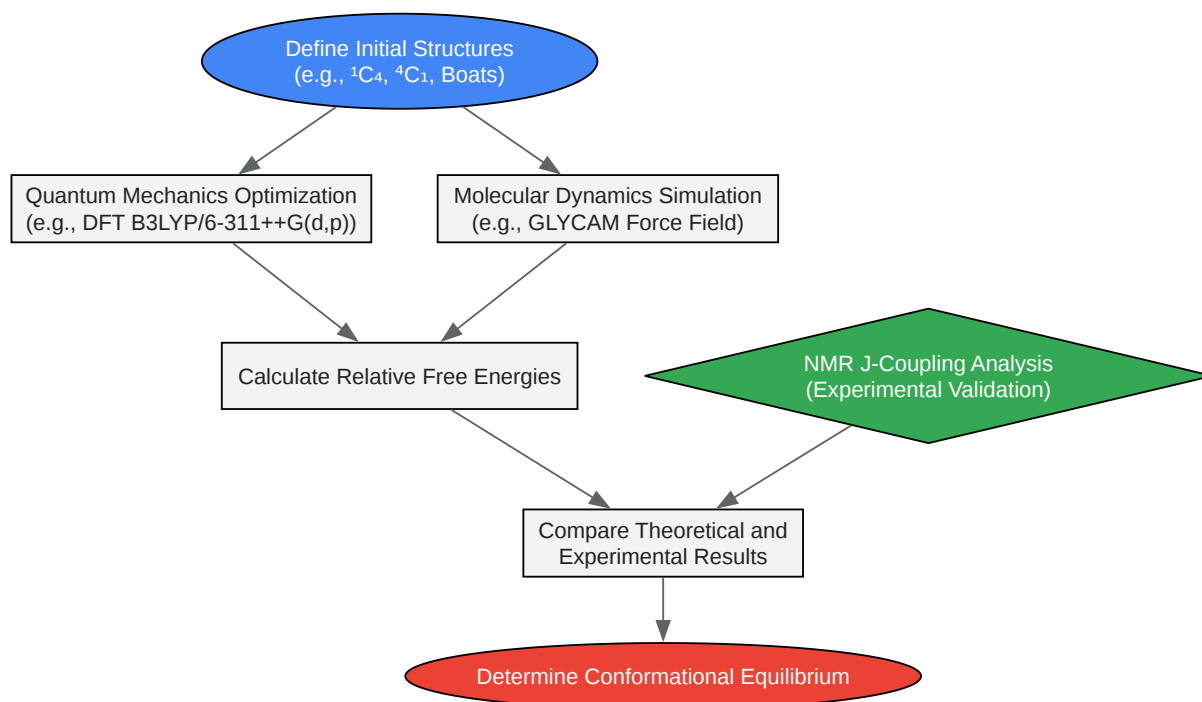 Define Initial Structures
(e.g., ¹C₄, ⁴C₁, Boats)
Quantum Mechanics Optimization
(e.g., DFT B3LYP/6-311++G(d,p))
Molecular Dynamics Simulation
(e.g., GLYCAM Force Field)
Calculate Relative Free Energies
NMR J-Coupling Analysis
(Experimental Validation)
Compare Theoretical and
Experimental Results
Determine Conformational Equilibrium